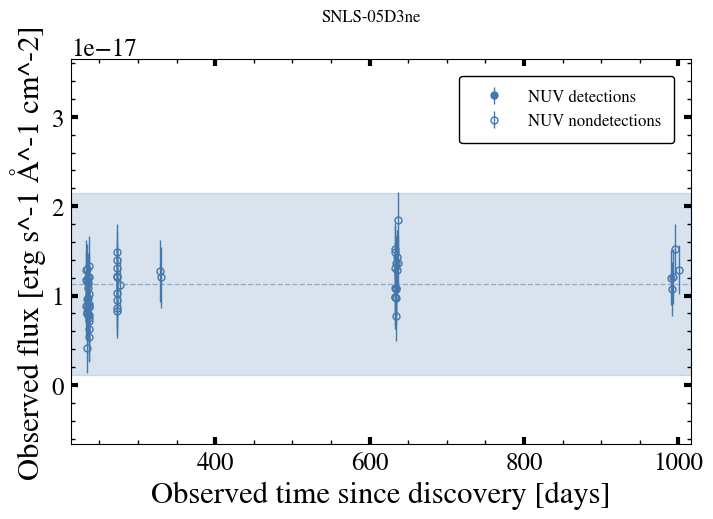 SNLS-05D3ne
1e−17
NUV detections
NUV nondetections
3
2
1
0
Observed flux [erg s^-1 Å^-1 cm^-2]
400
600
800
1000
Observed time since discovery [days]